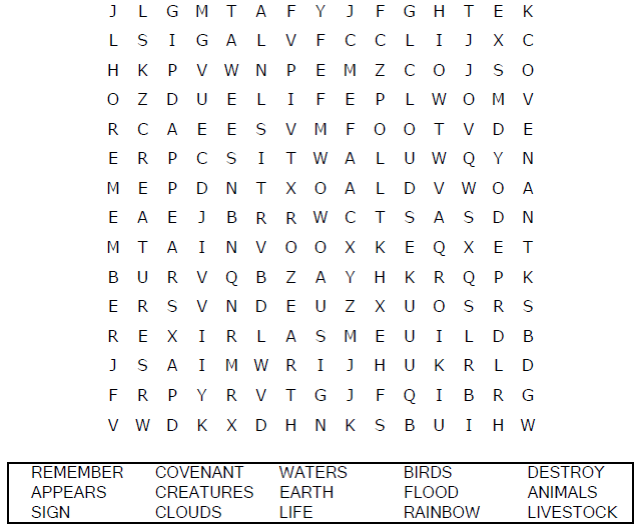 J L G M T A F Y J F G H T E K
L S I G A L V F C C L I J X C
H K P V W N P E M Z C O J S O
O Z D U E L I F E P L W O M V
R C A E E S V M F O O T V D E
E R P C S I T W A L U W Q Y N
M E P D N T X O A L D V W O A
E A E J B R R W C T S A S D N
M T A I N V O O X K E Q X E T
B U R V Q B Z A Y H K R Q P K
E R S V N D E U Z X U O S R S
R E X I R L A S M E U I L D B
J S A I M W R I J H U K R L D
F R P Y R V T G J F Q I B R G
V W D K X D H N K S B U I H W
REMEMBER COVENANT WATERS BIRDS DESTROY
APPEARS CREATURES EARTH FLOOD ANIMALS
SIGN CLOUDS LIFE RAINBOW LIVESTOCK